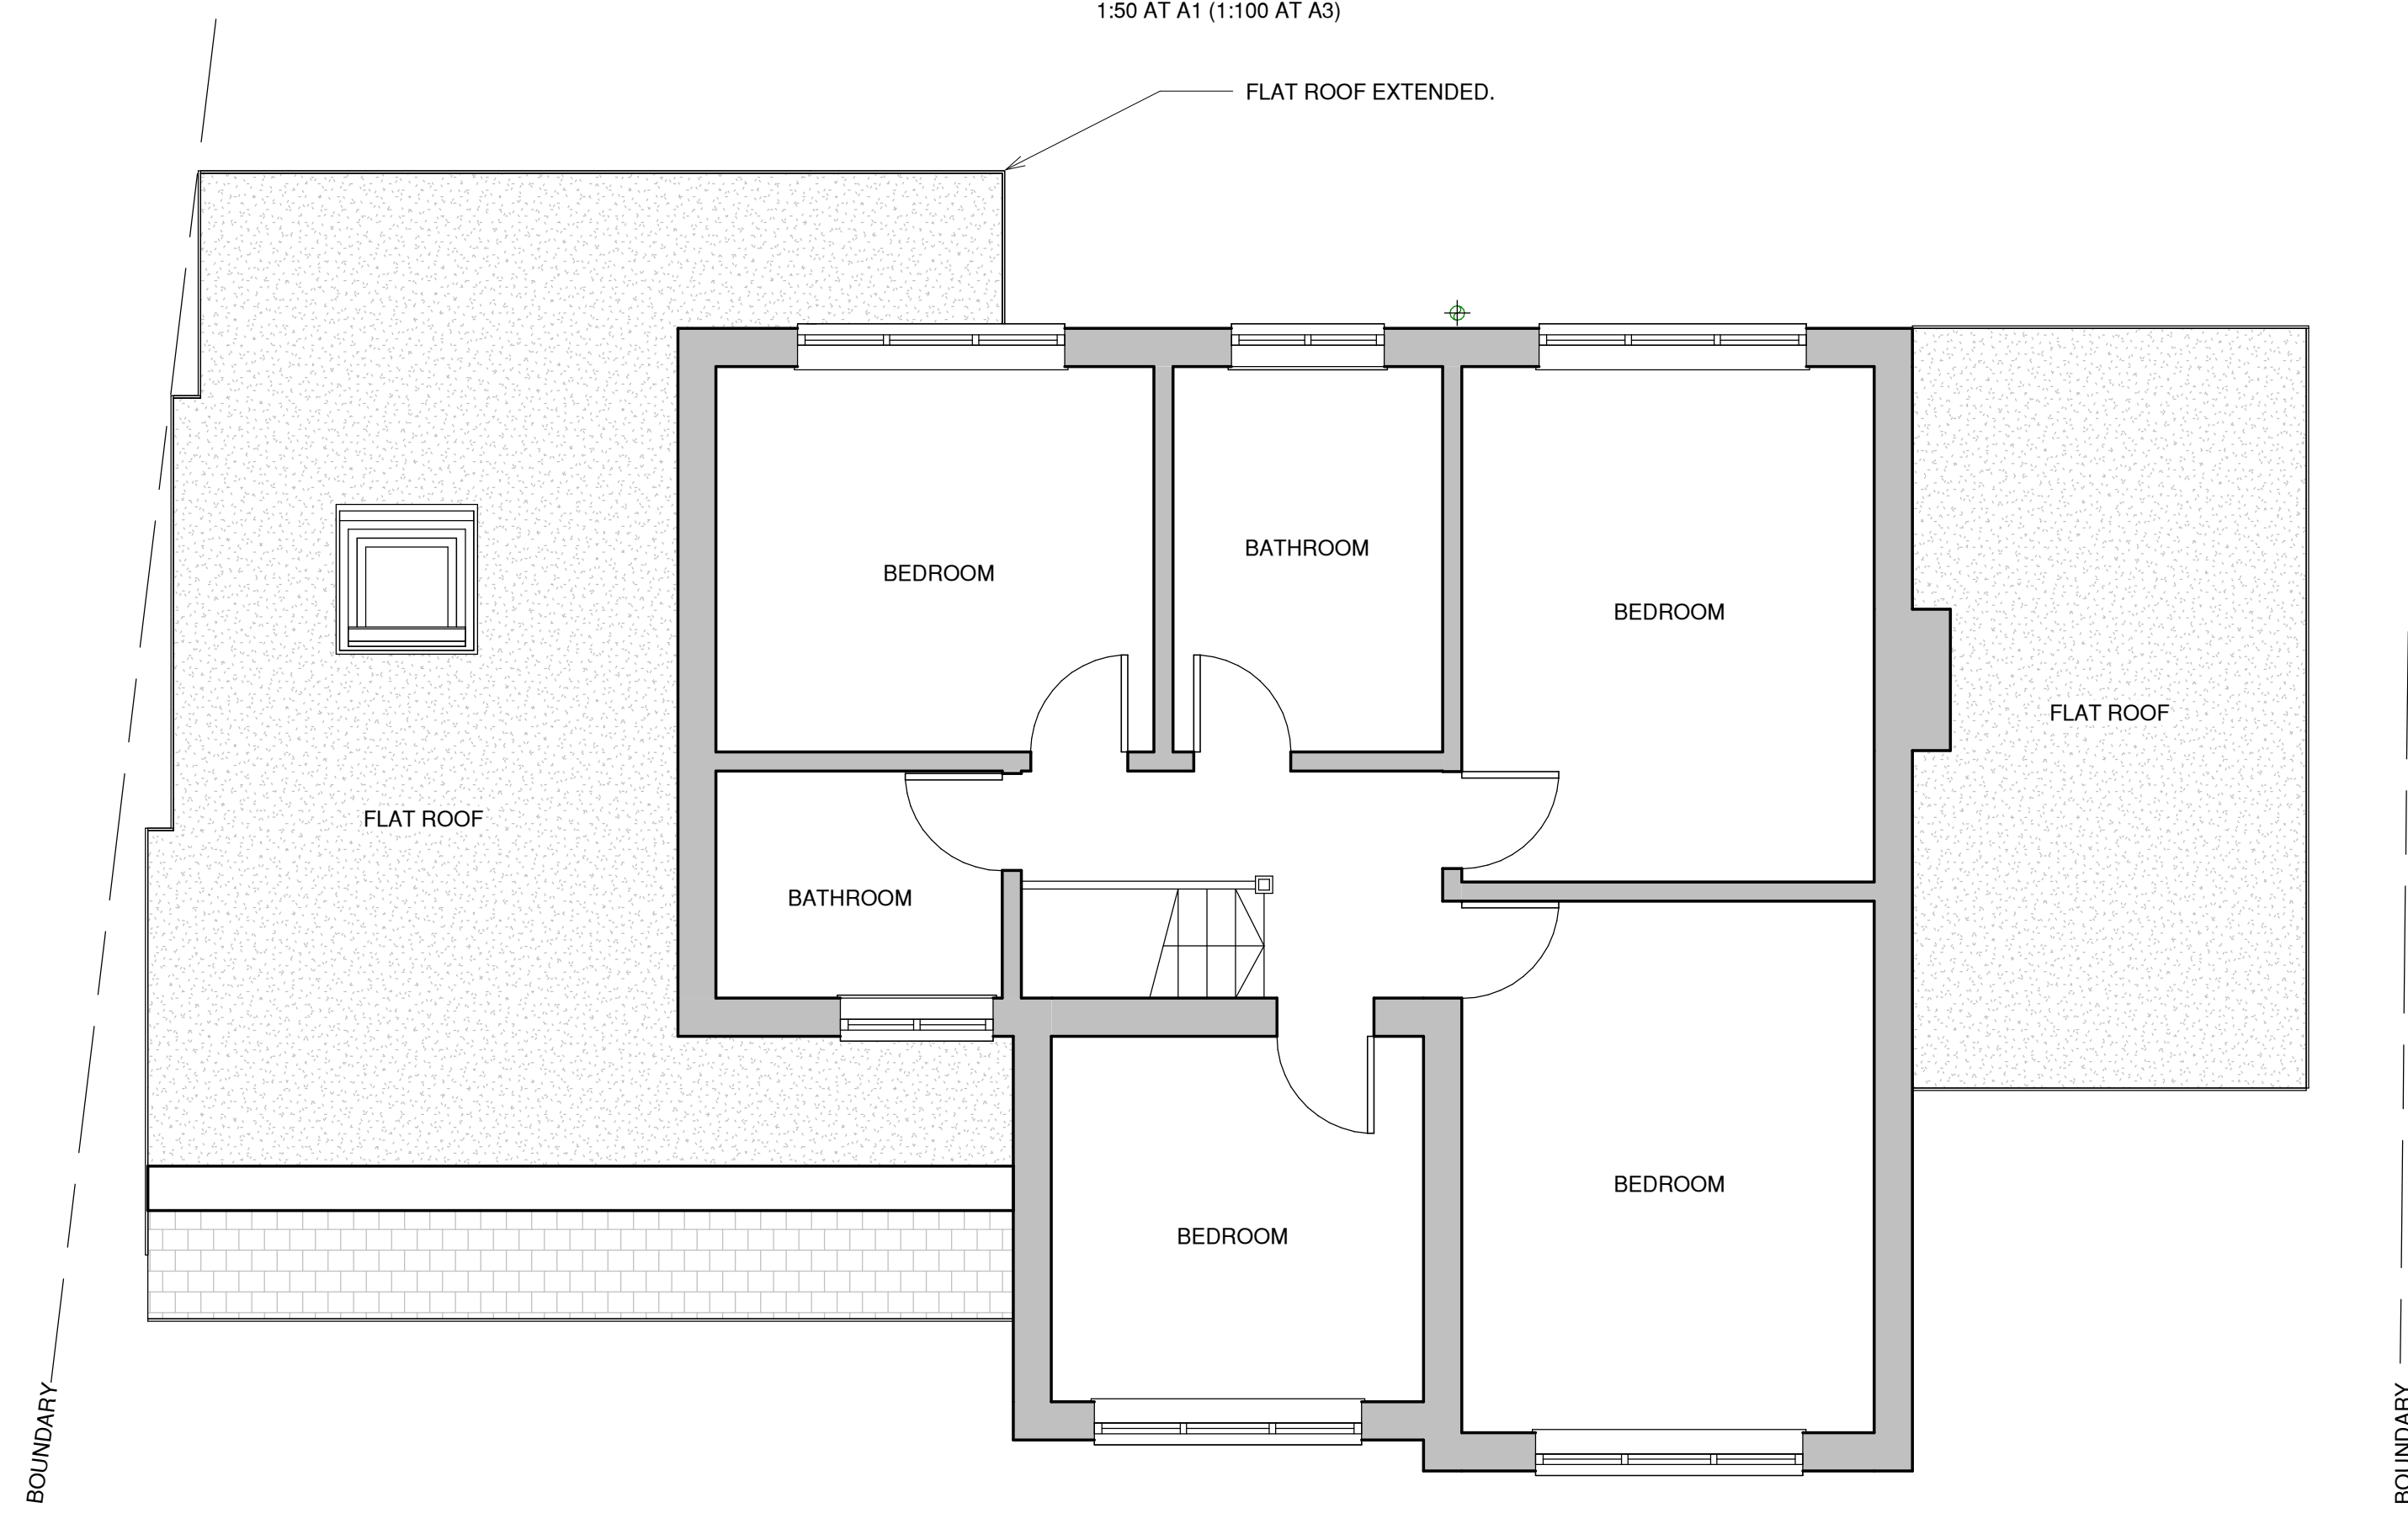 1:50 AT A1 (1:100 AT A3)
FLAT ROOF EXTENDED.
BATHROOM
BEDROOM
BEDROOM
FLAT ROOF
FLAT ROOF
BATHROOM
BEDROOM
BEDROOM
BOUNDARY
BOUNDARY